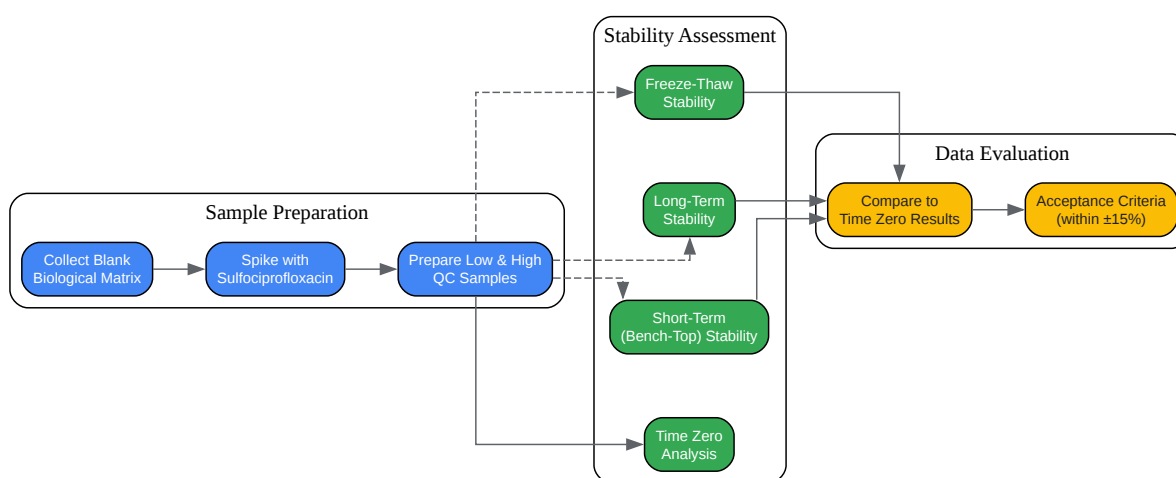 Sample Preparation
Collect Blank
Biological Matrix
Spike with
Sulfociprofloxacin
Prepare Low & High
QC Samples
Stability Assessment
Freeze-Thaw
Stability
Long-Term
Stability
Short-Term
(Bench-Top) Stability
Time Zero
Analysis
Data Evaluation
Compare to
Time Zero Results
Acceptance Criteria
(within ±15%)